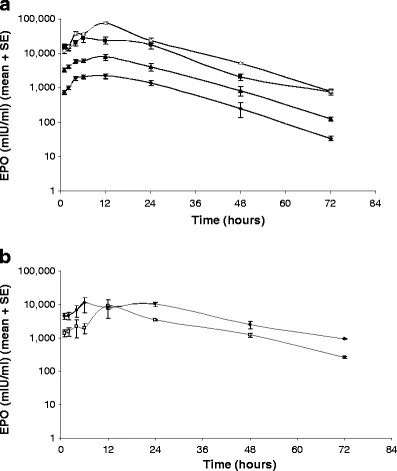 a
EPO (mIU/ml) (mean + SE)
100,000
10,000
1,000
100
10
1
0 12 24 36 48 60 72 84
Time (hours)
b
EPO (mIU/ml) (mean + SE)
100,000
10,000
1,000
100
10
1
0 12 24 36 48 60 72 84
Time (hours)